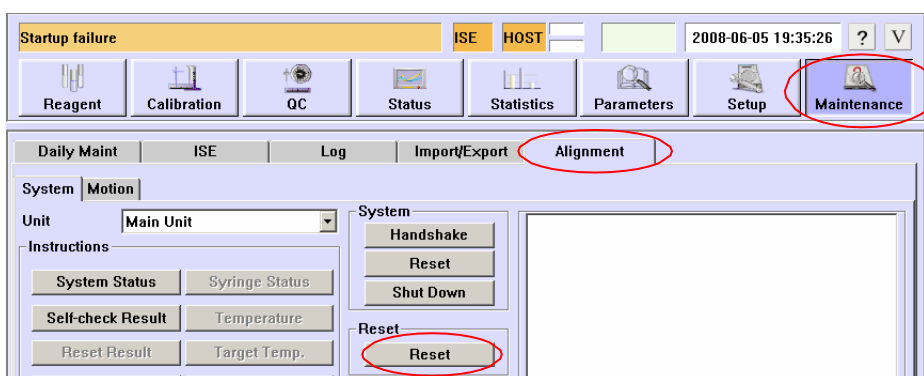 Startup failure ISE HOST 2008-06-05 19:35:26 ? V
Reagent Calibration QC Status Statistics Parameters Setup Maintenance
Daily Maint ISE Log Import/Export Alignment
System Motion
Unit Main Unit
Instructions
System Status Syringe Status
Self-check Result Temperature
Reset Result Target Temp.
System
Handshake
Reset
Shut Down
Reset
Reset